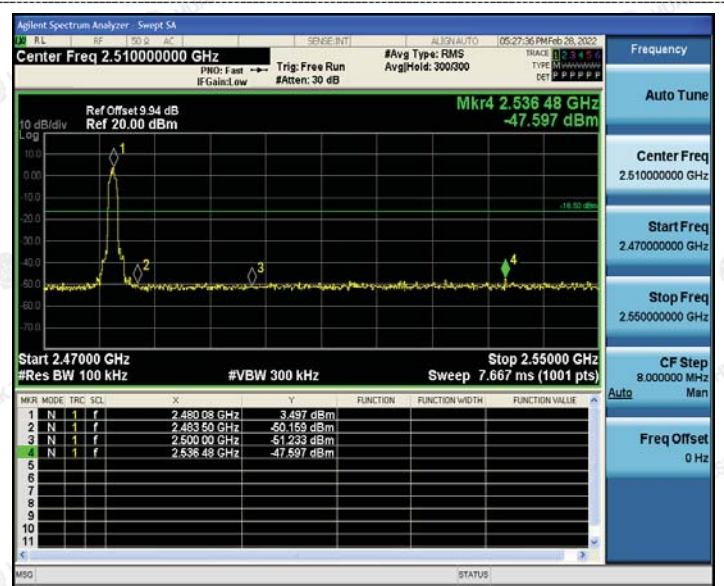 Agilent Spectrum Analyzer - Swept SA
RL RF 50 Ω AC SENSE:INT ALIGN AUTO 05:27:36 PM Feb 28, 2022
Center Freq 2.510000000 GHz
PNO: Fast
IFGain:Low
Trig: Free Run
#Atten: 30 dB
#Avg Type: RMS
Avg|Hold: 300/300
TRACE 1 2 3 4 5 6
TYPE M
DET P P P P P P
Ref Offset 9.94 dB
10 dB/div Ref 20.00 dBm
Log
Mkr4 2.536 48 GHz
-47.597 dBm
10.0
0.00
-10.0
-20.0
-30.0
-40.0
-50.0
-60.0
-70.0
1
2
3
4
-16.50 dBm
Start 2.47000 GHz Stop 2.55000 GHz
#Res BW 100 kHz #VBW 300 kHz Sweep 7.667 ms (1001 pts)
MKR MODE TRC SCL X Y FUNCTION FUNCTION WIDTH FUNCTION VALUE
1 N 1 f 2.480 08 GHz 3.497 dBm
2 N 1 f 2.483 50 GHz -50.159 dBm
3 N 1 f 2.500 00 GHz -51.233 dBm
4 N 1 f 2.536 48 GHz -47.597 dBm
5
6
7
8
9
10
11
MSG STATUS
Frequency
Auto Tune
Center Freq
2.510000000 GHz
Start Freq
2.470000000 GHz
Stop Freq
2.550000000 GHz
CF Step
8.000000 MHz
Auto Man
Freq Offset
0 Hz